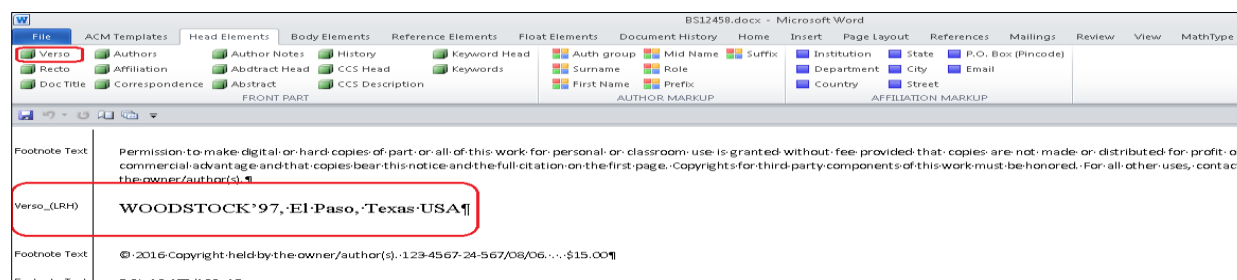 W BS12458.docx - Microsoft Word
File ACM Templates Head Elements Body Elements Reference Elements Float Elements Document History Home Insert Page Layout References Mailings Review View MathType
Verso Authors Author Notes History Keyword Head Auth group Mid Name Suffix Institution State P.O. Box (Pincode)
Recto Affiliation Abdtract Head CCS Head Keywords Surname Role Department City Email
Doc Title Correspondence Abstract CCS Description First Name Prefix Country Street
FRONT PART AUTHOR MARKUP AFFILIATION MARKUP
Footnote Text Permission·to·make·digital·or·hard·copies·of·part·or·all·of·this·work·for·personal·or·classroom·use·is·granted·without·fee·provided·that·copies·are·not·made·or·distributed·for·profit·o
commercial·advantage·and·that·copies·bear·this·notice·and·the·full·citation·on·the·first·page.·Copyrights·for·third-party·components·of·this·work·must·be·honored.·For·all·other·uses,·contac
the·owner/author(s).¶
Verso_(LRH) WOODSTOCK’97,·El·Paso,·Texas·USA¶
Footnote Text ©·2016·Copyright·held·by·the·owner/author(s).·123-4567-24-567/08/06.·.·.·$15.00¶